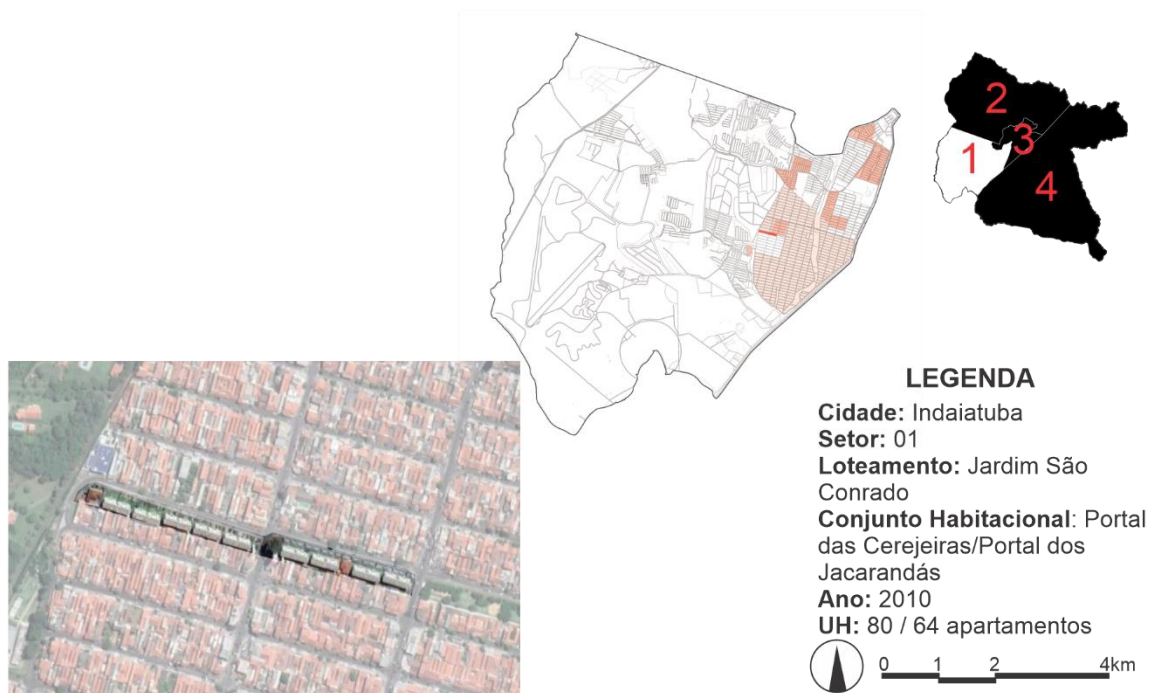 2
3
1
4
LEGENDA
Cidade: Indaiatuba
Setor: 01
Loteamento: Jardim São
Conrado
Conjunto Habitacional: Portal
das Cerejeiras/Portal dos
Jacarandás
Ano: 2010
UH: 80 / 64 apartamentos
0 1 2 4km